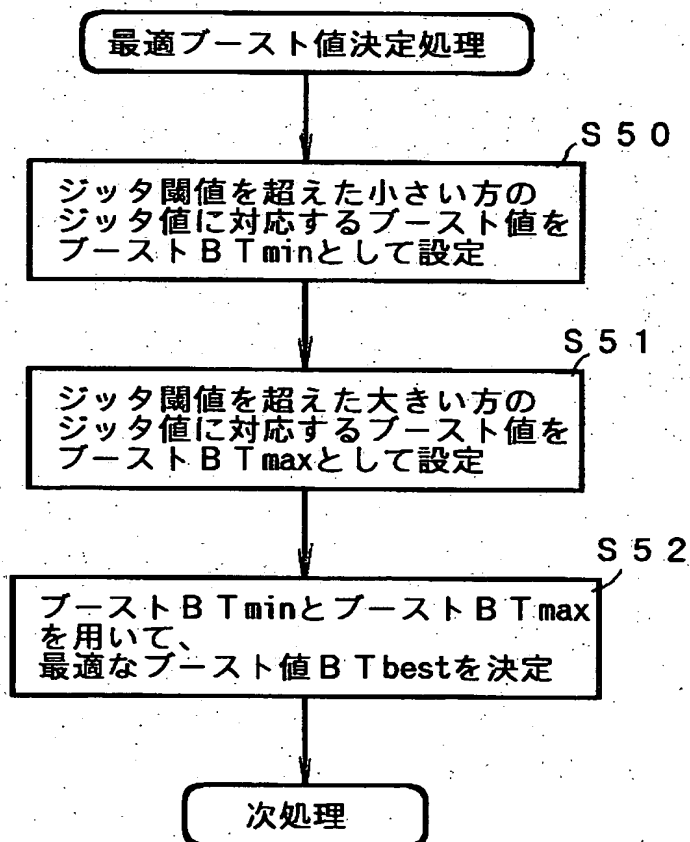 最適ブースト値決定処理
S50
ジッタ閾値を超えた小さい方の
ジッタ値に対応するブースト値を
ブーストBTminとして設定
S51
ジッタ閾値を超えた大きい方の
ジッタ値に対応するブースト値を
ブーストBTmaxとして設定
S52
ブーストBTminとブーストBTmax
を用いて、
最適なブースト値BTbestを決定
次処理